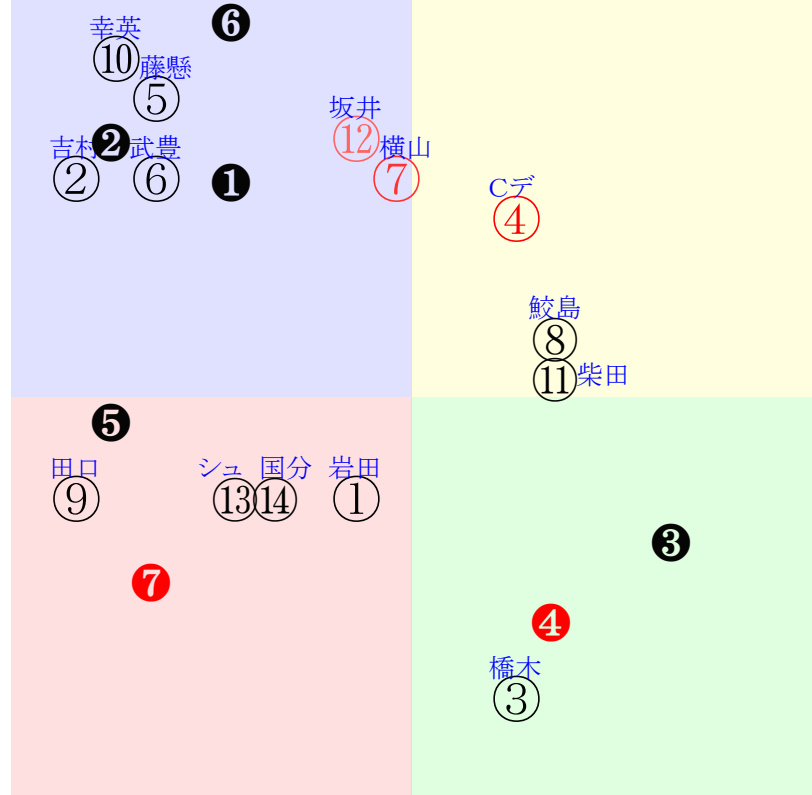 ❻
幸英
⑩
藤懸
⑤
坂井
⑫
吉村
❷
武豊
横山
②
⑥
❶
⑦
Cデ
④
鮫島
⑧
⑪
柴田
❺
田口
シュ
国分
岩田
⑨
⑬
⑭
①
❸
❼
❹
橋木
③